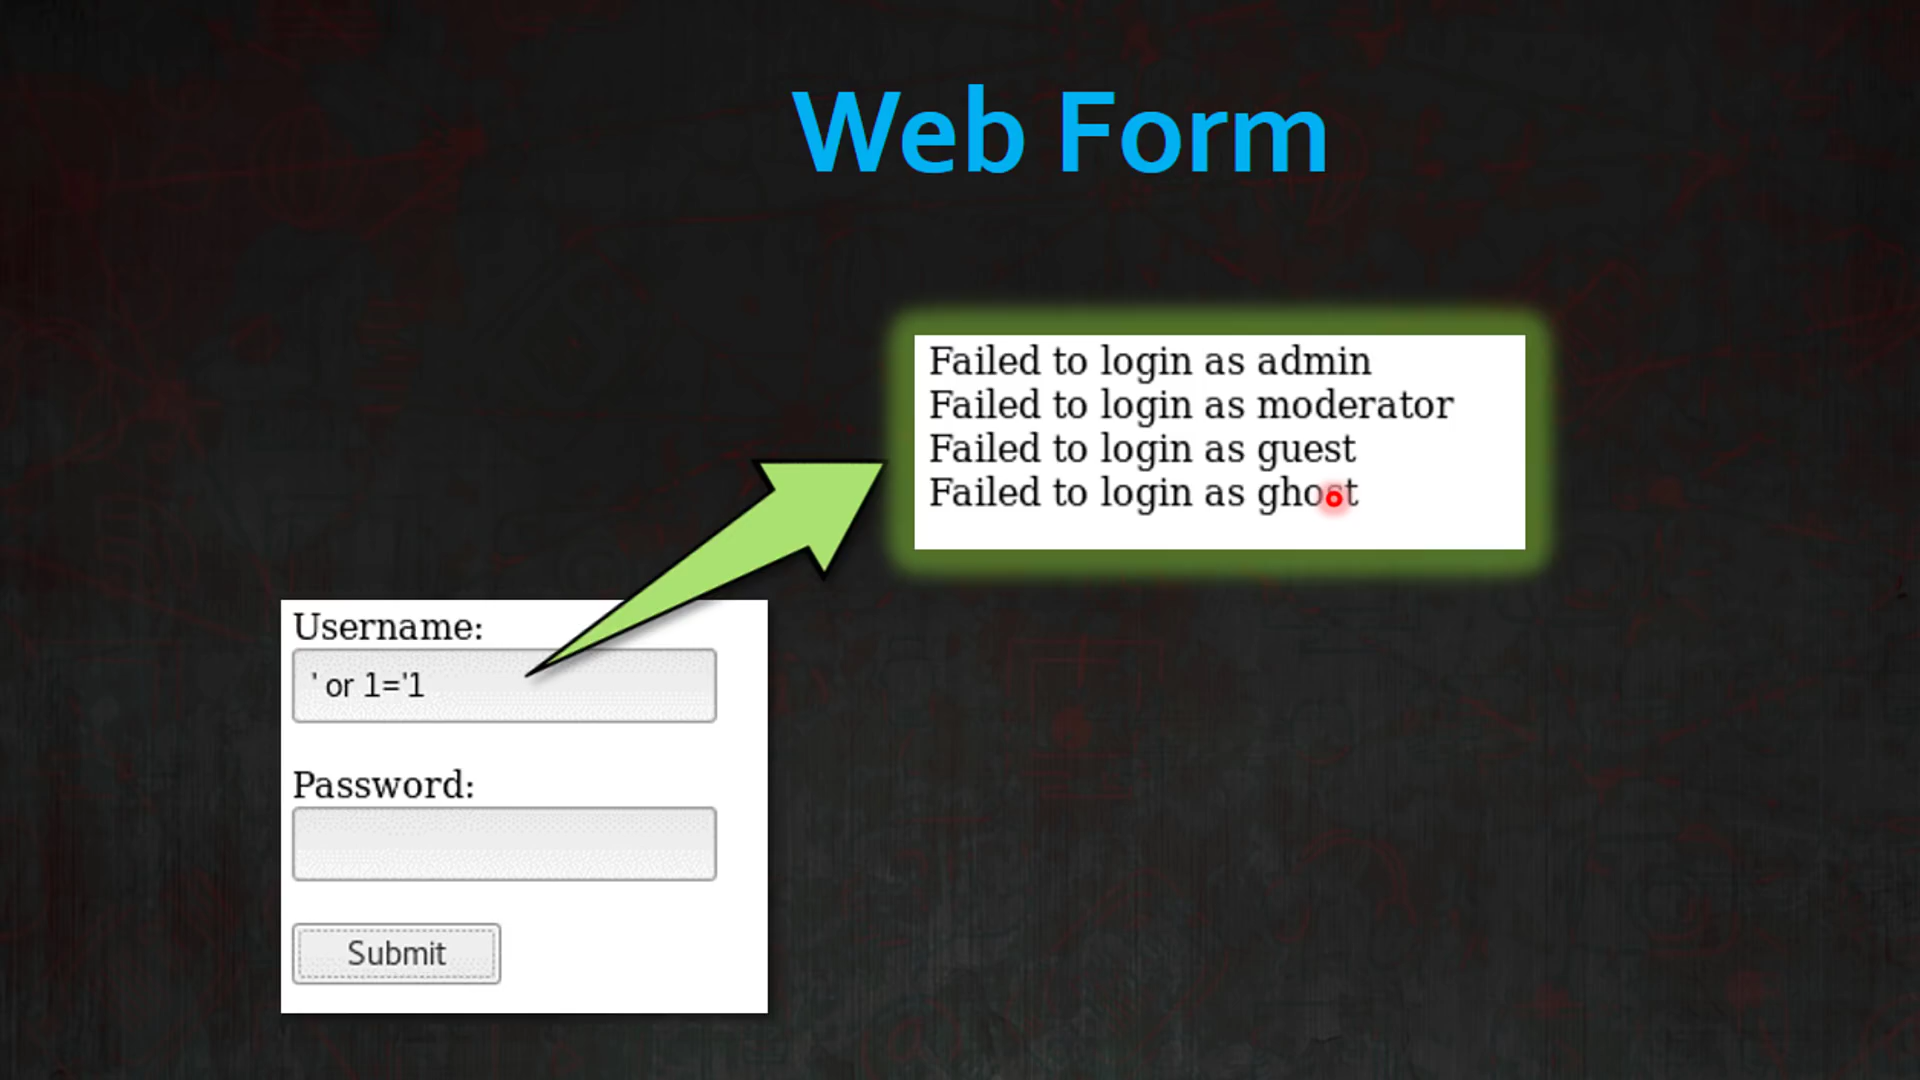 Web Form
Failed to login as admin
Failed to login as moderator
Failed to login as guest
Failed to login as ghost
Username:
' or 1='1
Password:
Submit